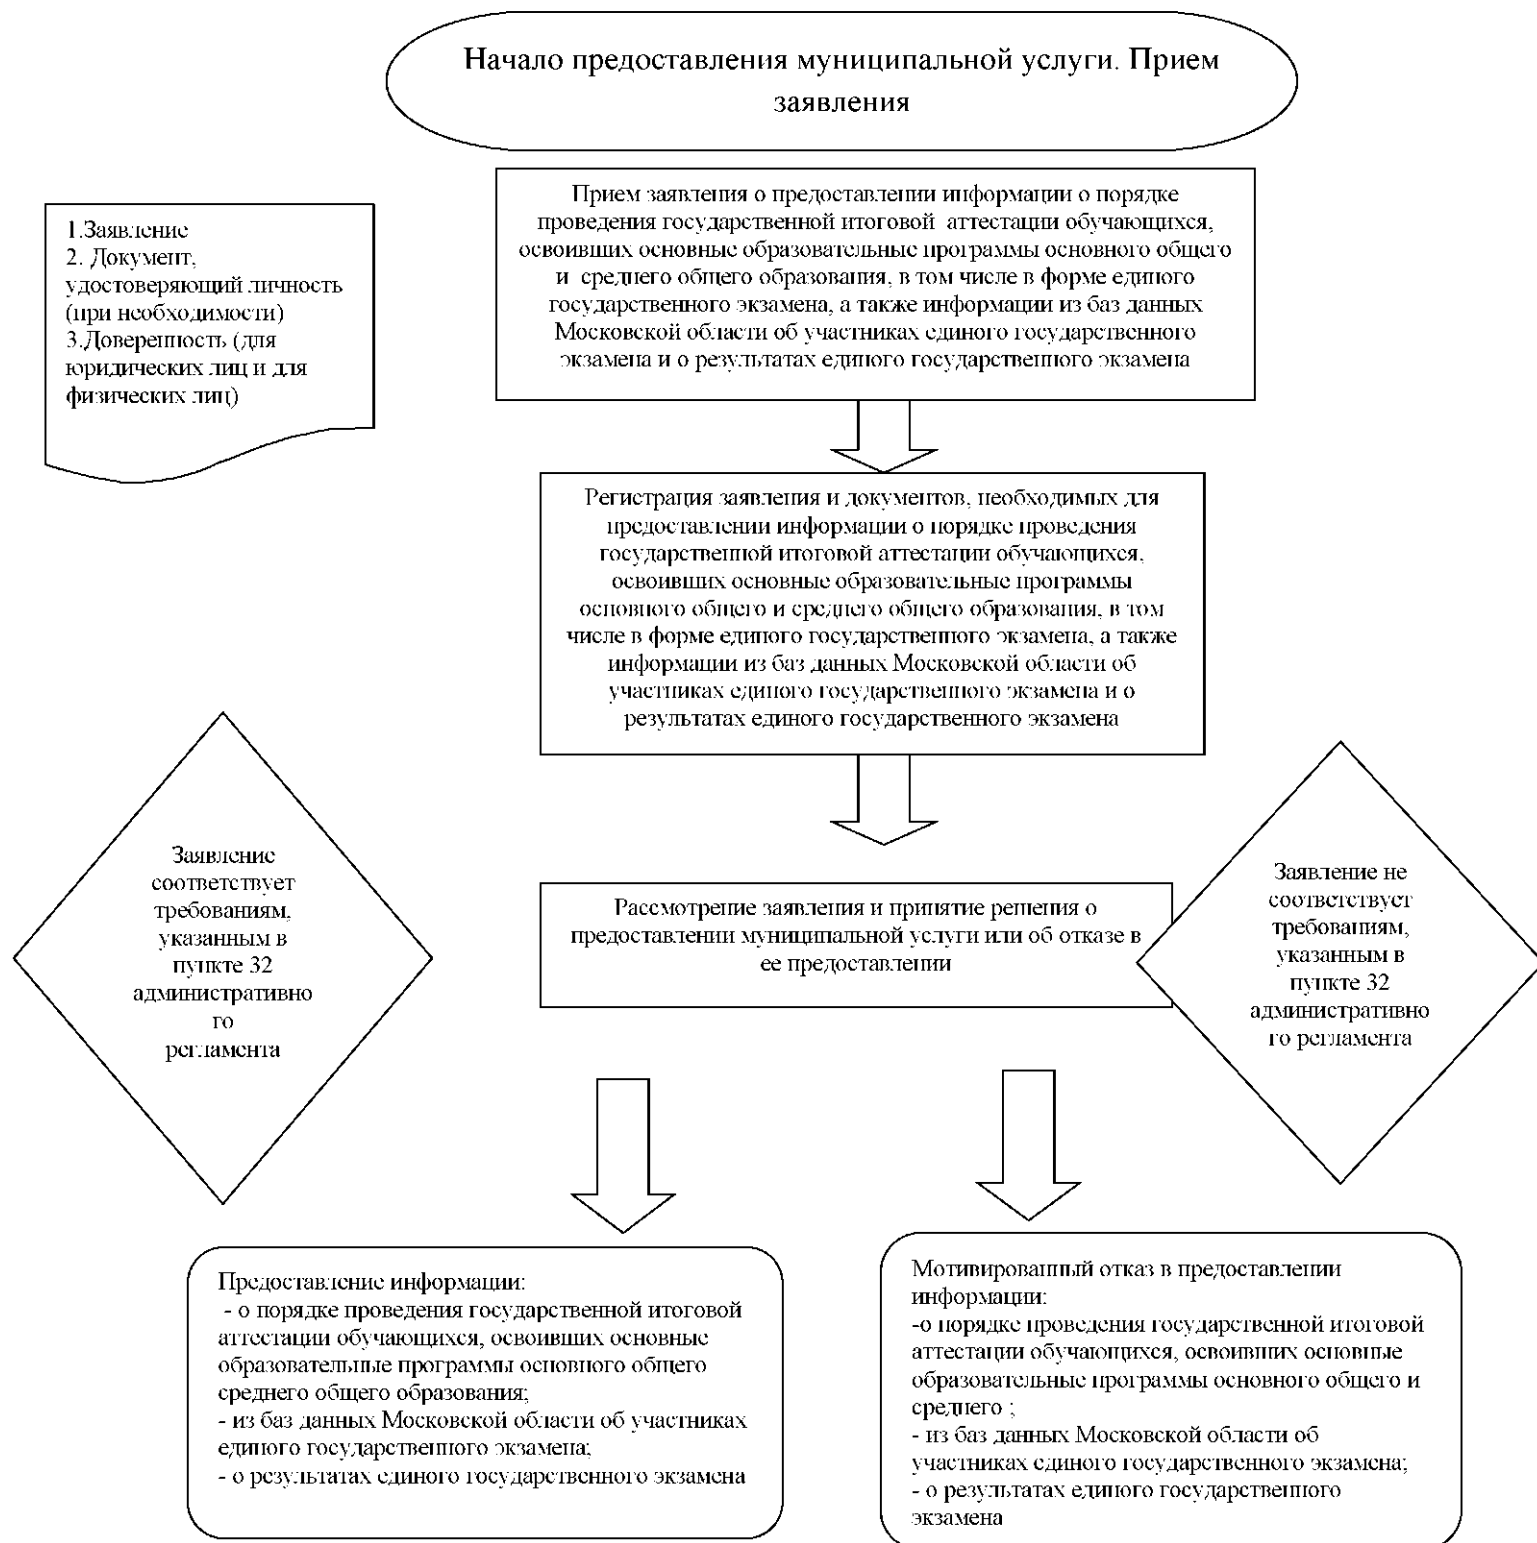 Начало предоставления муниципальной услуги. Прием
заявления
Прием заявления о предоставлении информации о порядке
проведения государственной итоговой аттестации обучающихся,
освоивших основные образовательные программы основного общего
и среднего общего образования, в том числе в форме единого
государственного экзамена, а также информации из баз данных
Московской области об участниках единого государственного
экзамена и о результатах единого государственного экзамена
1.Заявление
2. Документ,
удостоверяющий личность
(при необходимости)
3.Доверенность (для
юридических лиц и для
физических лиц)
Регистрация заявления и документов, необходимых для
предоставлении информации о порядке проведения
государственной итоговой аттестации обучающихся,
освоивших основные образовательные программы
основного общего и среднего общего образования, в том
числе в форме единого государственного экзамена, а также
информации из баз данных Московской области об
участниках единого государственного экзамена и о
результатах единого государственного экзамена
Заявление
соответствует
требованиям,
указанным в
пункте 32
административно
го
регламента
Рассмотрение заявления и принятие решения о
предоставлении муниципальной услуги или об отказе в
ее предоставлении
Заявление не
соответствует
требованиям,
указанным в
пункте 32
административно
го регламента
Предоставление информации:
- о порядке проведения государственной итоговой
аттестации обучающихся, освоивших основные
образовательные программы основного общего
среднего общего образования;
- из баз данных Московской области об участниках
единого государственного экзамена;
- о результатах единого государственного экзамена
Мотивированный отказ в предоставлении
информации:
-о порядке проведения государственной итоговой
аттестации обучающихся, освоивших основные
образовательные программы основного общего и
среднего ;
- из баз данных Московской области об
участниках единого государственного экзамена;
- о результатах единого государственного
экзамена